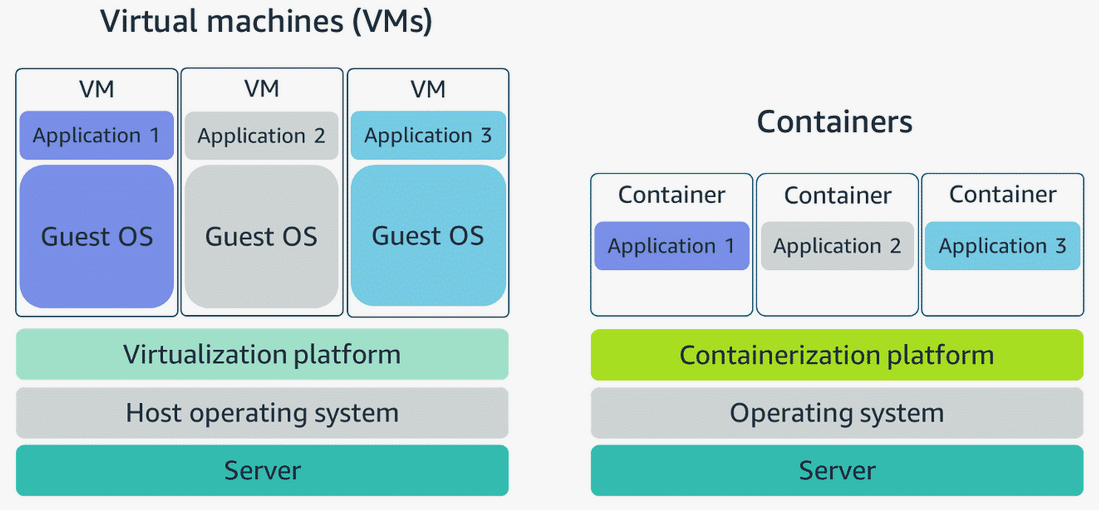 Virtual machines (VMs)
VM
VM
VM
Application 1
Application 2
Application 3
Guest OS
Guest OS
Guest OS
Virtualization platform
Host operating system
Server
Containers
Container
Container
Container
Application 1
Application 2
Application 3
Containerization platform
Operating system
Server